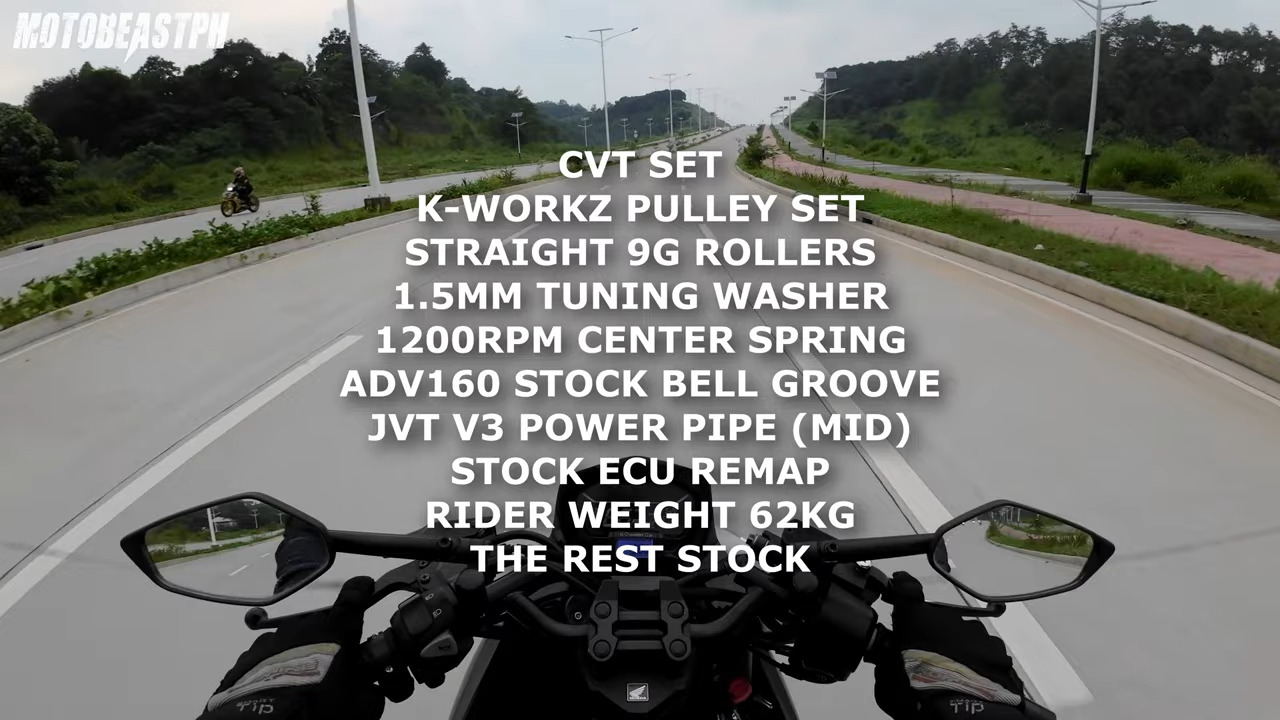 MOTOBEASTPH
CVT SET
K-WORKZ PULLEY SET
STRAIGHT 9G ROLLERS
1.5MM TUNING WASHER
1200RPM CENTER SPRING
ADV160 STOCK BELL GROOVE
JVT V3 POWER PIPE (MID)
STOCK ECU REMAP
RIDER WEIGHT 62KG
THE REST STOCK
TIP